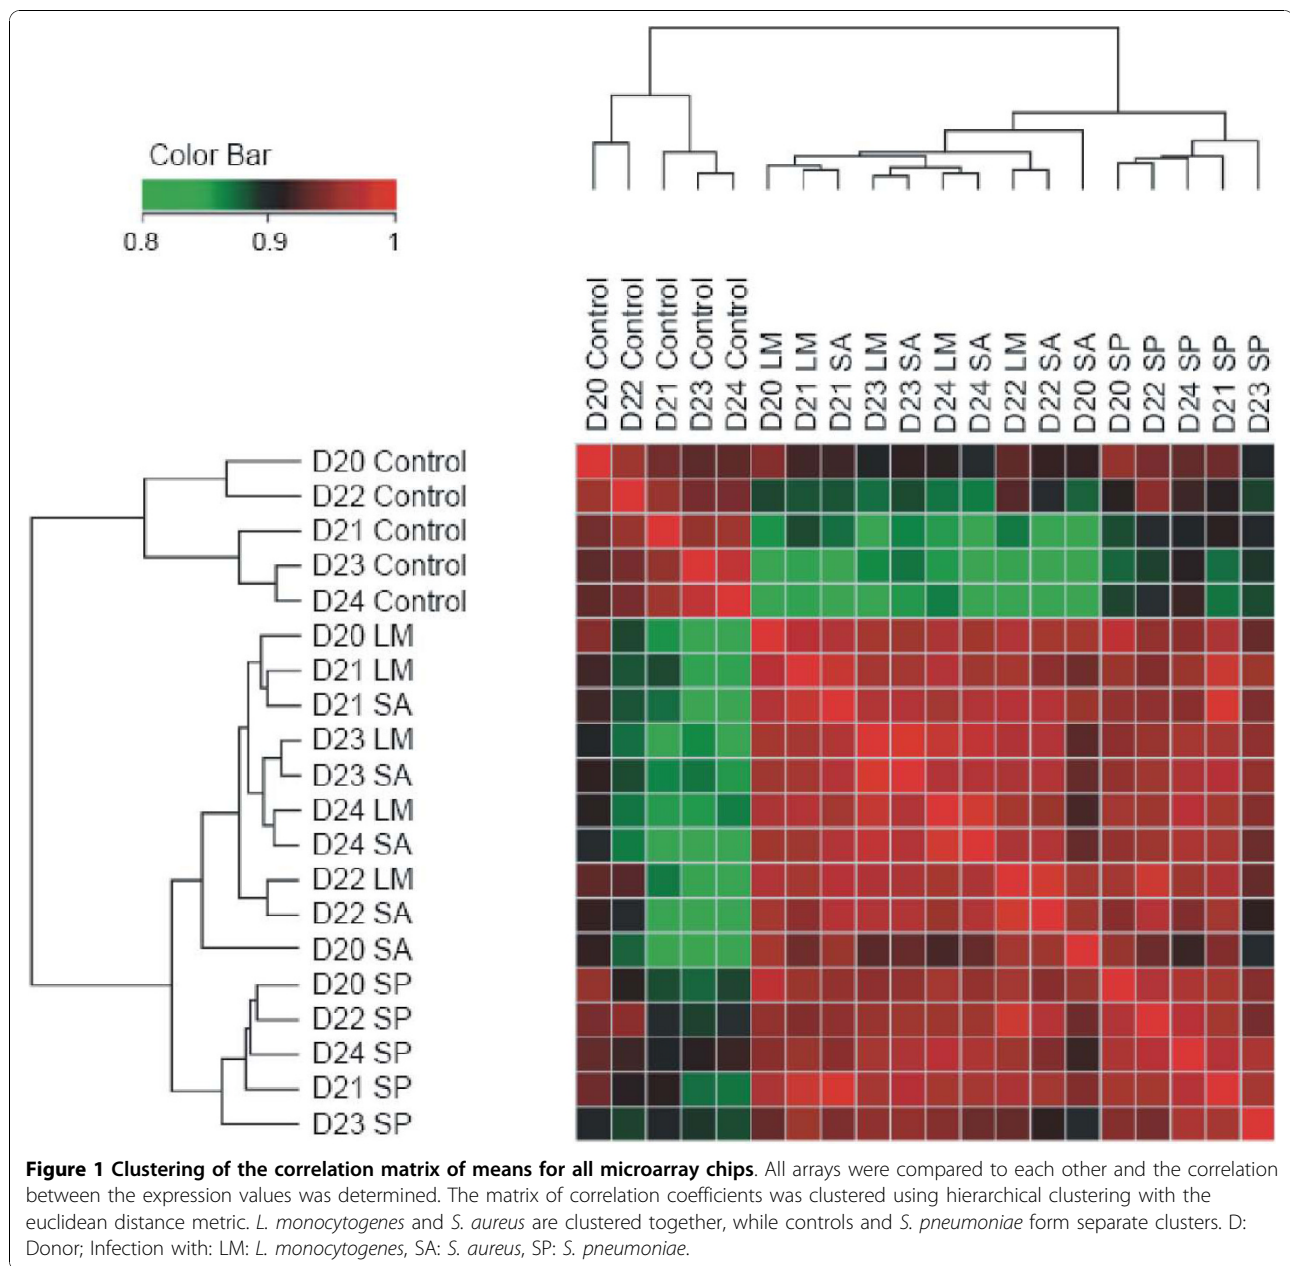 Color Bar
0.8 0.9 1
D20 Control
D22 Control
D21 Control
D23 Control
D24 Control
D20 LM
D21 LM
D21 SA
D23 LM
D23 SA
D24 LM
D24 SA
D22 LM
D22 SA
D20 SA
D20 SP
D22 SP
D24 SP
D21 SP
D23 SP
D20 Control
D22 Control
D21 Control
D23 Control
D24 Control
D20 LM
D21 LM
D21 SA
D23 LM
D23 SA
D24 LM
D24 SA
D22 LM
D22 SA
D20 SA
D20 SP
D22 SP
D24 SP
D21 SP
D23 SP
Figure 1 Clustering of the correlation matrix of means for all microarray chips. All arrays were compared to each other and the correlation
between the expression values was determined. The matrix of correlation coefficients was clustered using hierarchical clustering with the
euclidean distance metric. L. monocytogenes and S. aureus are clustered together, while controls and S. pneumoniae form separate clusters. D:
Donor; Infection with: LM: L. monocytogenes, SA: S. aureus, SP: S. pneumoniae.